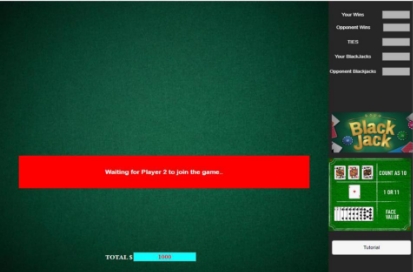 Your Wins
Opponent Wins
TIES
Your BlackJacks
Opponent Blackjacks
Black
Jack
COUNT AS 10
1 OR 11
FACE
VALUE
Waiting for Player 2 to join the game..
TOTAL $ 1000
Tutorial